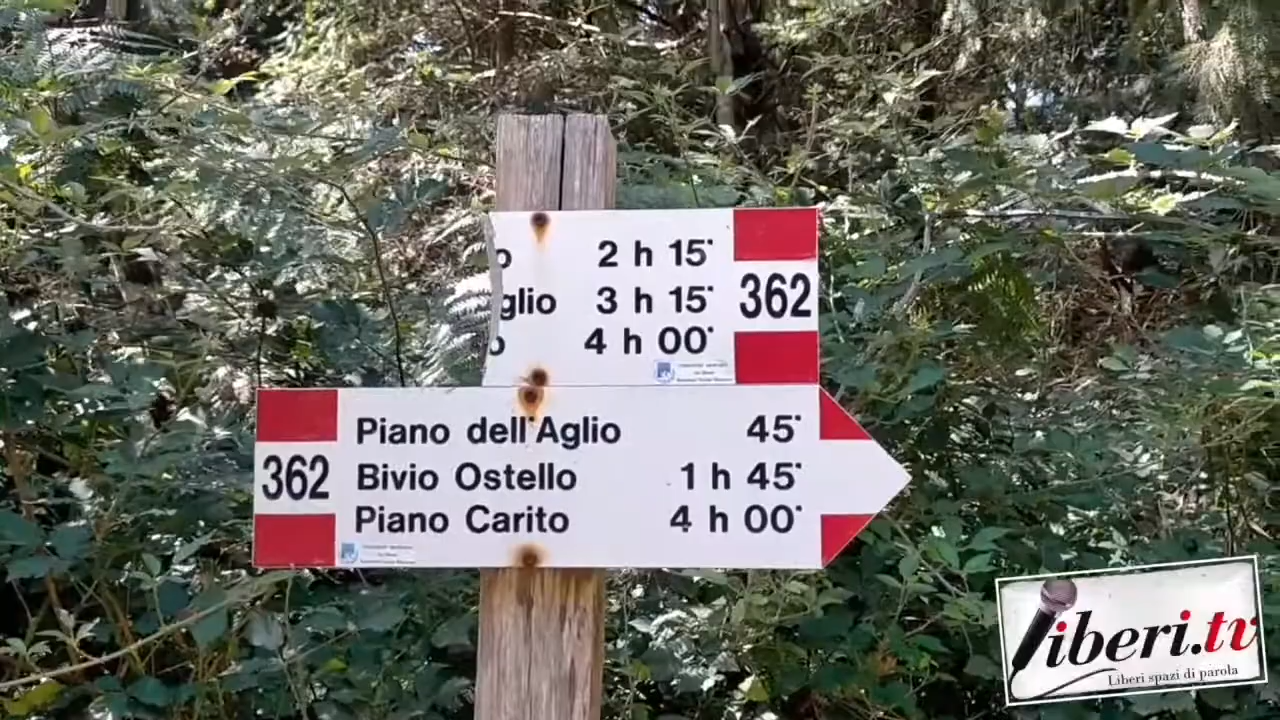 o 2 h 15'
glio 3 h 15'
o 4 h 00'
362
Piano dell'Aglio 45'
362 Bivio Ostello 1 h 45'
Piano Carito 4 h 00'
liberi.tv
Liberi spazi di parola